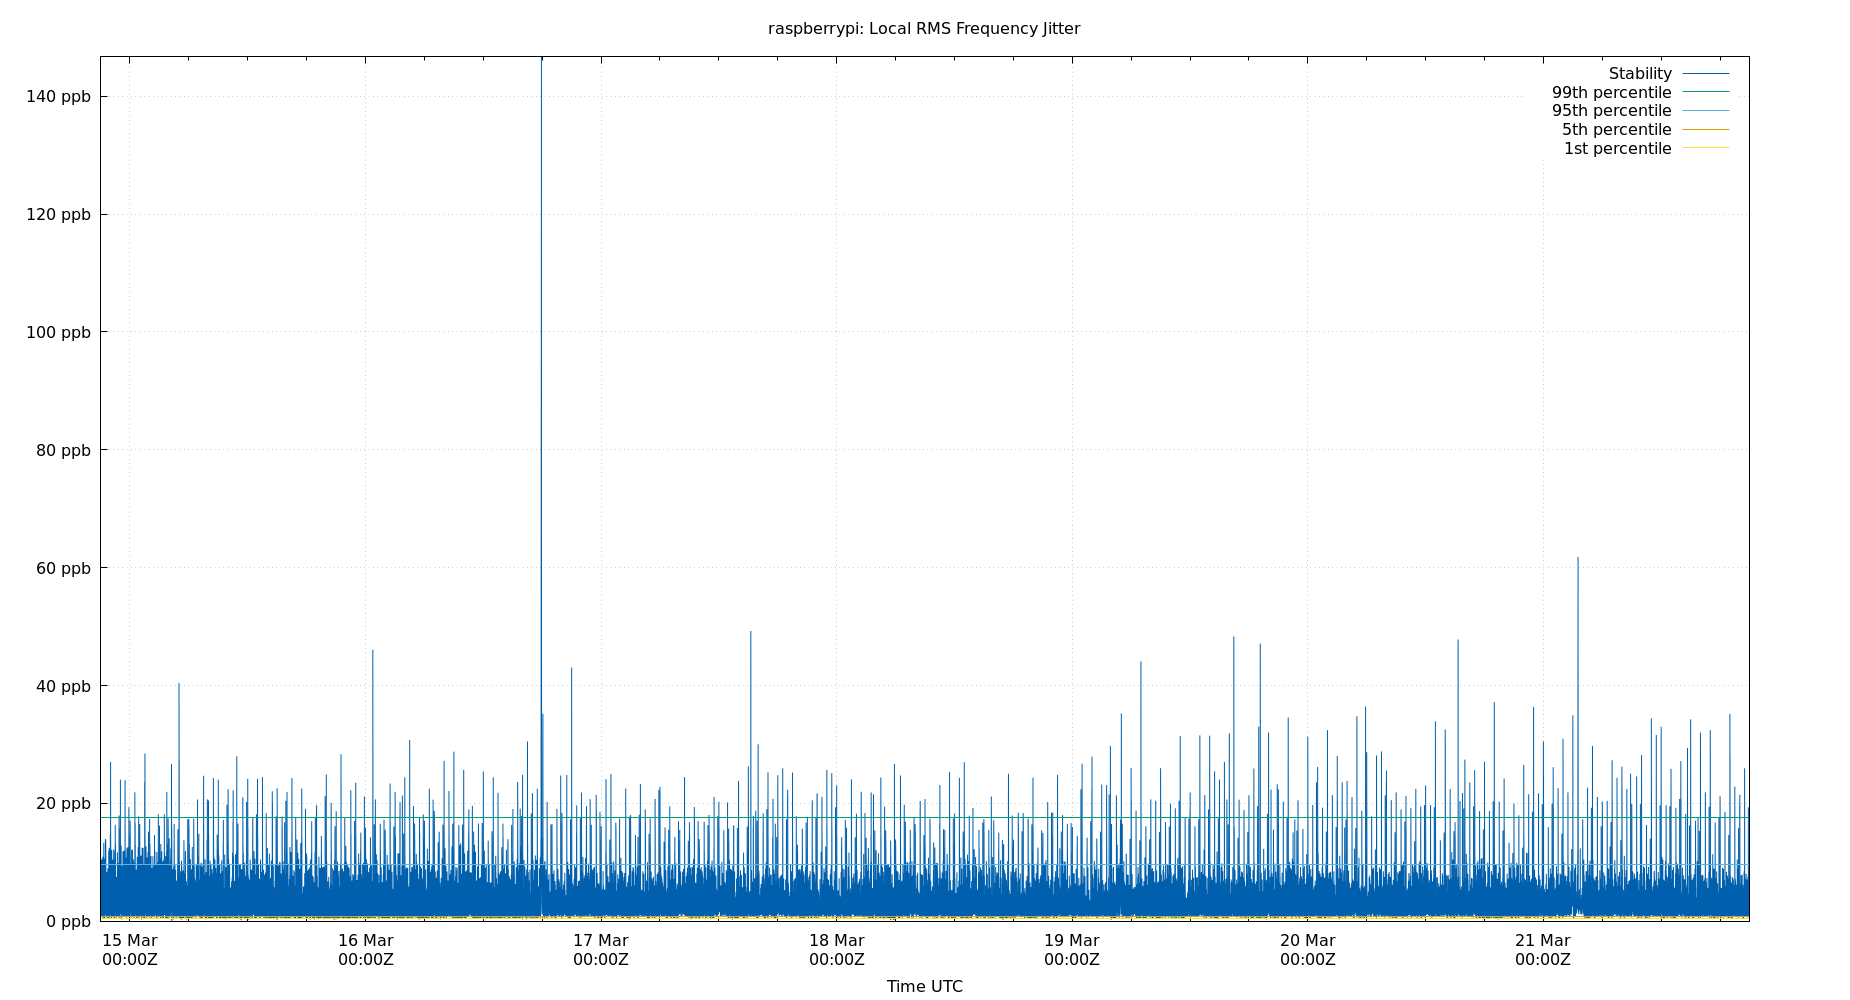 raspberrypi: Local RMS Frequency Jitter
Stability
99th percentile
95th percentile
5th percentile
1st percentile
140 ppb
120 ppb
100 ppb
80 ppb
60 ppb
40 ppb
20 ppb
0 ppb
15 Mar 16 Mar 17 Mar 18 Mar 19 Mar 20 Mar 21 Mar
00:00Z 00:00Z 00:00Z 00:00Z 00:00Z 00:00Z 00:00Z
Time UTC